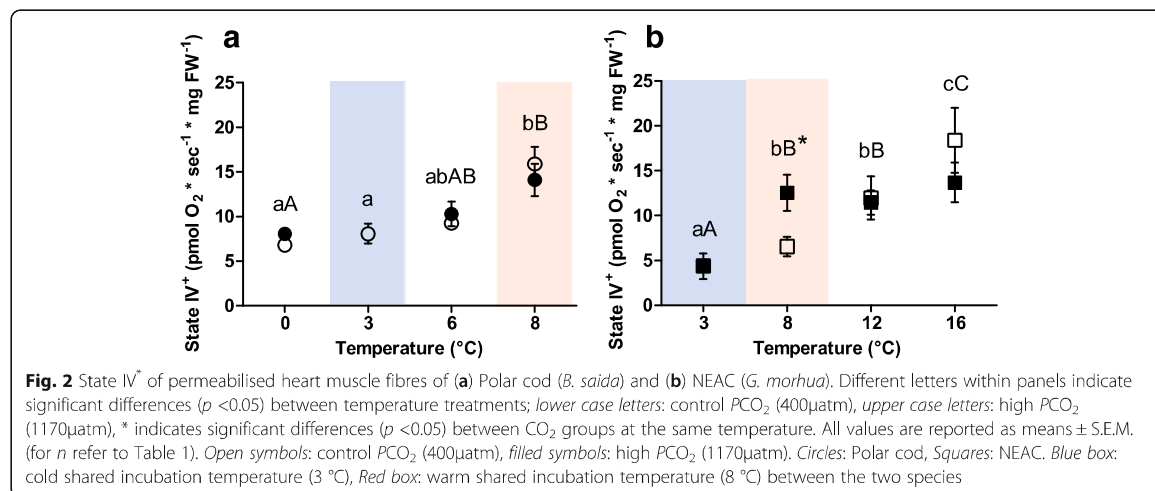 a
State IV+ (pmol O2 * sec-1 * mg FW-1)
25
20
15
10
5
0
aA
a
abAB
bB
0 3 6 8
Temperature (°C)
b
State IV+ (pmol O2 * sec-1 * mg FW-1)
25
20
15
10
5
0
aA
bB*
bB
cC
3 8 12 16
Temperature (°C)
Fig. 2 State IV* of permeabilised heart muscle fibres of (a) Polar cod (B. saida) and (b) NEAC (G. morhua). Different letters within panels indicate
significant differences (p <0.05) between temperature treatments; lower case letters: control PCO2 (400μatm), upper case letters: high PCO2
(1170μatm), * indicates significant differences (p <0.05) between CO2 groups at the same temperature. All values are reported as means ± S.E.M.
(for n refer to Table 1). Open symbols: control PCO2 (400μatm), filled symbols: high PCO2 (1170μatm). Circles: Polar cod, Squares: NEAC. Blue box:
cold shared incubation temperature (3 °C), Red box: warm shared incubation temperature (8 °C) between the two species